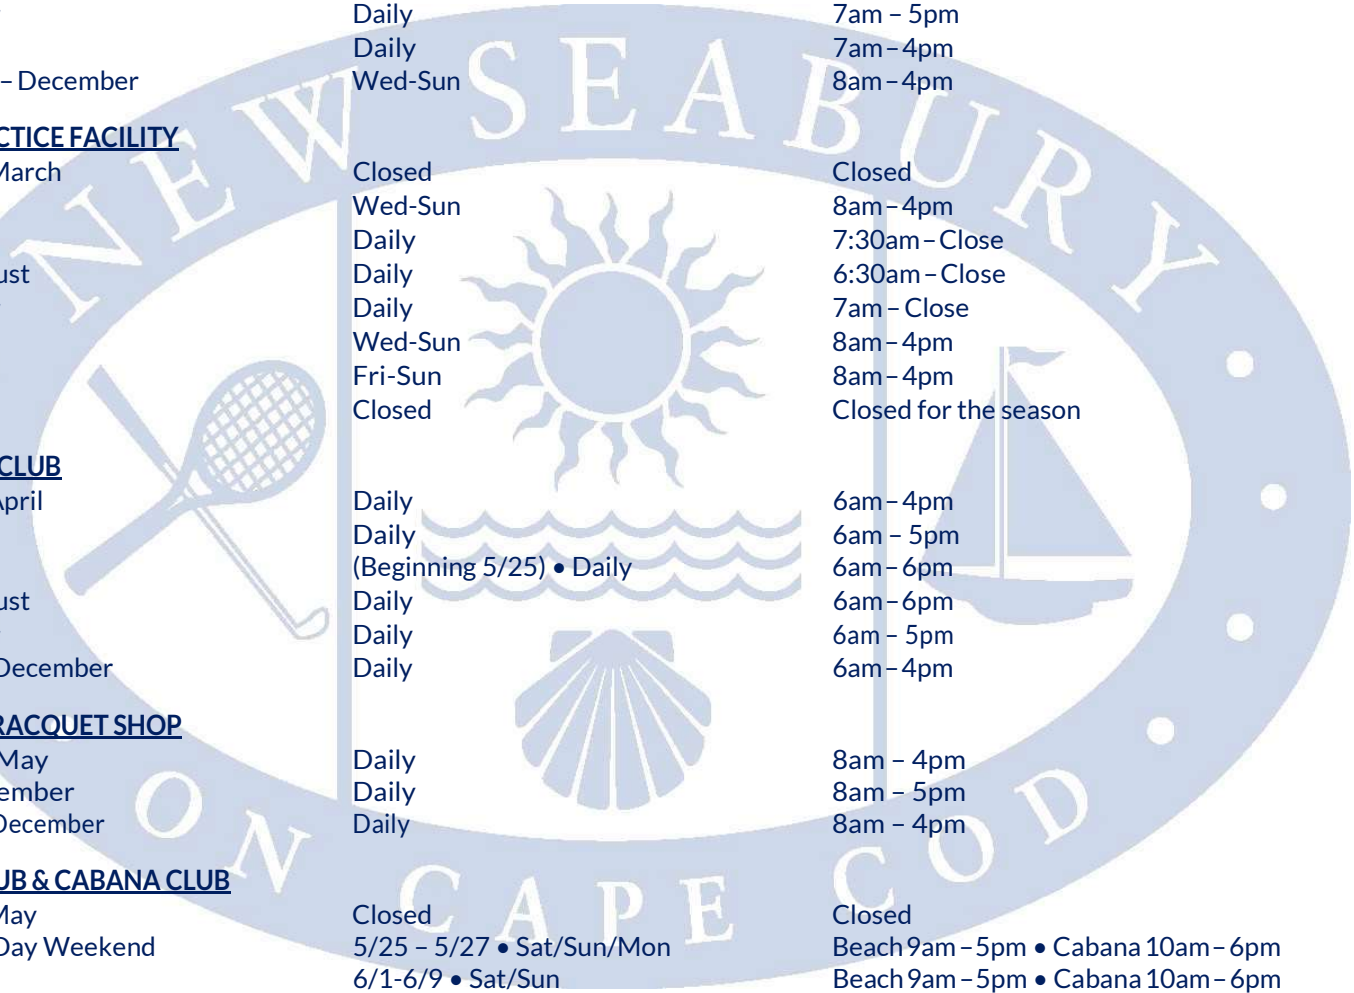 Daily 7am – 5pm
Daily 7am – 4pm
– December Wed-Sun 8am – 4pm
CTICE FACILITY
March Closed Closed
Wed-Sun 8am – 4pm
Daily 7:30am – Close
ust Daily 6:30am – Close
Daily 7am – Close
Wed-Sun 8am – 4pm
Fri-Sun 8am – 4pm
Closed Closed for the season
CLUB
April Daily 6am – 4pm
Daily 6am – 5pm
(Beginning 5/25) • Daily 6am – 6pm
ust Daily 6am – 6pm
Daily 6am – 5pm
December Daily 6am – 4pm
RACQUET SHOP
May Daily 8am – 4pm
ember Daily 8am – 5pm
December Daily 8am – 4pm
UB & CABANA CLUB
May Closed Closed
Day Weekend 5/25 – 5/27 • Sat/Sun/Mon Beach 9am – 5pm • Cabana 10am – 6pm
6/1-6/9 • Sat/Sun Beach 9am – 5pm • Cabana 10am – 6pm
NEW SEABURY
ON CAPE COD